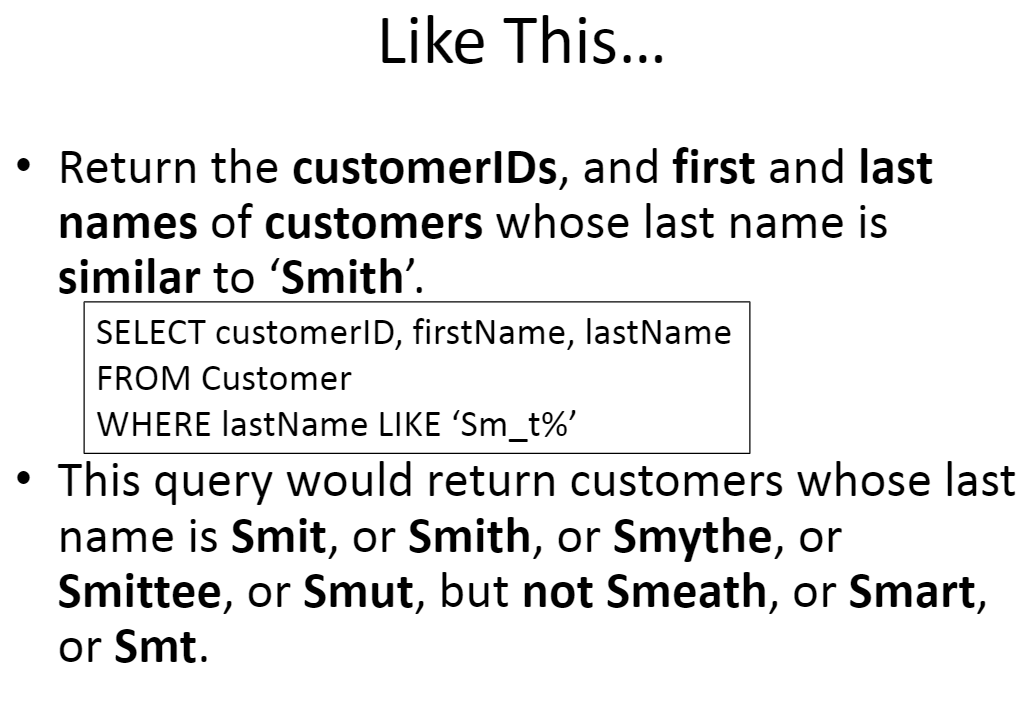 Like This…
• Return the customerIDs, and first and last
names of customers whose last name is
similar to ‘Smith’.
SELECT customerID, firstName, lastName
FROM Customer
WHERE lastName LIKE ‘Sm_t%’
• This query would return customers whose last
name is Smit, or Smith, or Smythe, or
Smittee, or Smut, but not Smeath, or Smart,
or Smt.